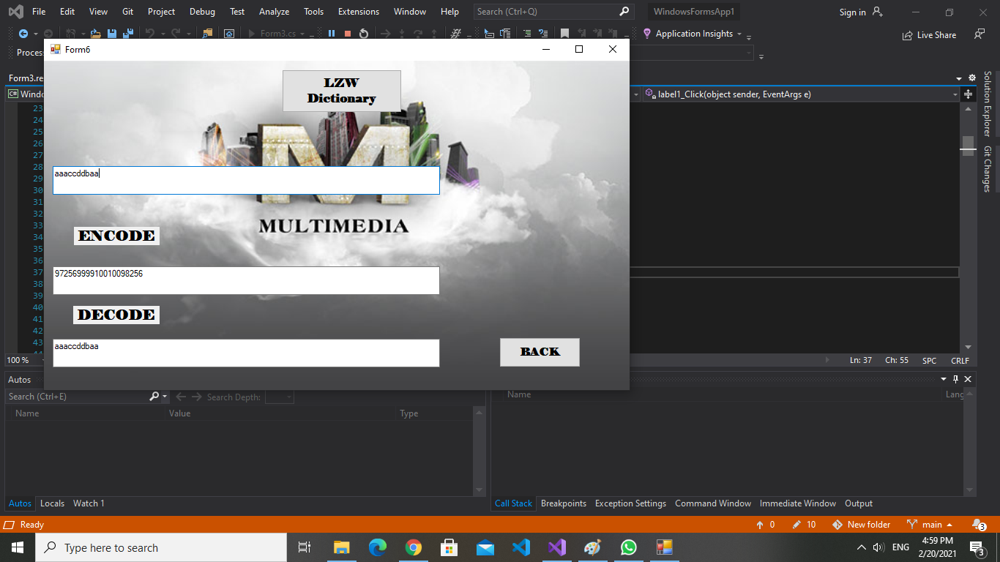 File Edit View Git Project Debug Test Analyze Tools Extensions Window Help Search (Ctrl+Q) WindowsFormsApp1 Sign in
Form3.cs Application Insights Live Share
Form6
Proces
LZW
Dictionary
Form3.re
Windo label1_Click(object sender, EventArgs e)
Solution Explorer
Git Changes
23
24
25
26
27
28
29
30
31
32
33
34
35
36
37
38
39
40
41
42
43
44
aaaccddbaa
M
MULTIMEDIA
ENCODE
97256999910010098256
DECODE
aaaccddbaa
BACK
100 % Ln: 37 Ch: 55 SPC CRLF
Autos
Search (Ctrl+E) Search Depth:
Name Value Type
Name Lang
Autos Locals Watch 1
Call Stack Breakpoints Exception Settings Command Window Immediate Window Output
Ready 0 10 New folder main 3
Type here to search ENG 4:59 PM
2/20/2021 3